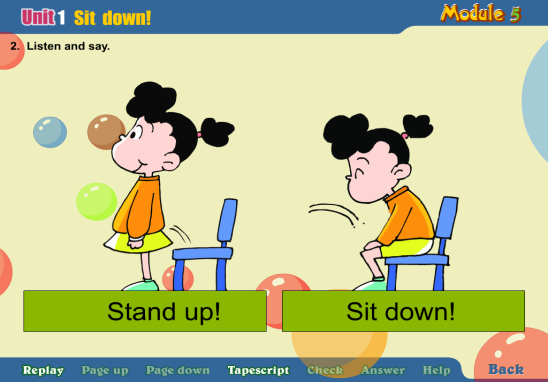 Unit 1 Sit down!
Module 5
2. Listen and say.
Stand up!
Sit down!
Replay Page up Page down Tapescript Check Answer Help Back